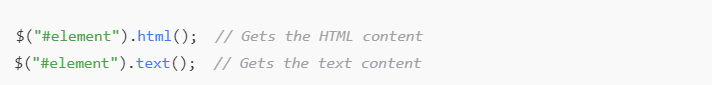 $("#element").html();  // Gets the HTML content
$("#element").text();  // Gets the text content